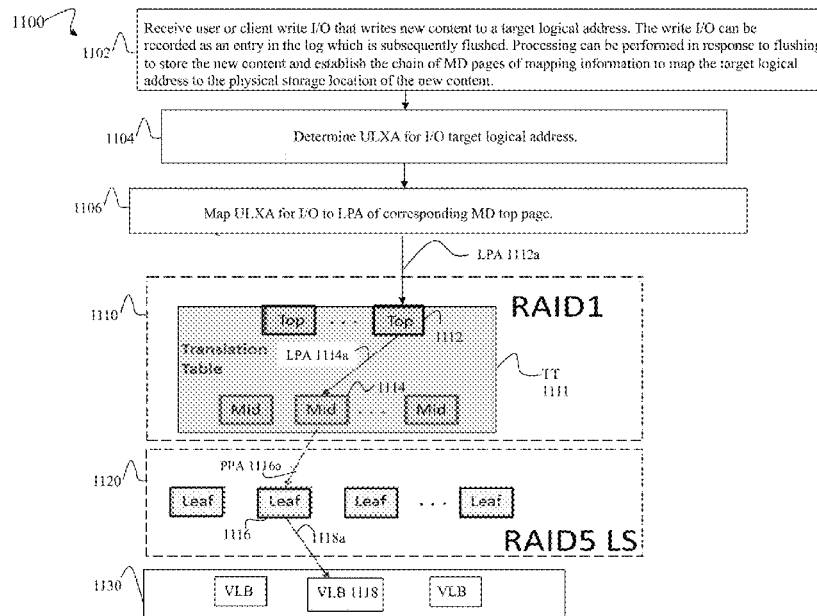 1100
1102
Receive user or client write I/O that writes new content to a target logical address. The write I/O can be
recorded as an entry in the log which is subsequently flushed. Processing can be performed in response to flushing
to store the new content and establish the chain of MD pages of mapping information to map the target logical
address to the physical storage location of the new content.
1104
Determine ULXA for I/O target logical address.
1106
Map ULXA for I/O to LPA of corresponding MD top page.
LPA 1112a
1110
RAID1
Top . . . Top
1112
Translation
Table
LPA 1114a
1114
TT
1111
Mid Mid . . . Mid
PPA 1116a
1120
Leaf Leaf Leaf . . . Leaf
1116
1118a
RAID5 LS
1130
VLB VLB 1118 VLB